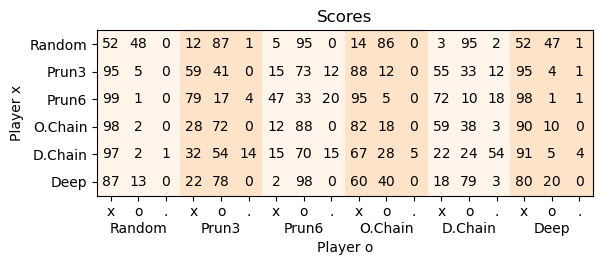 Scores
Player x
Random 52 48 0 12 87 1 5 95 0 14 86 0 3 95 2 52 47 1
Prun3 95 5 0 59 41 0 15 73 12 88 12 0 55 33 12 95 4 1
Prun6 99 1 0 79 17 4 47 33 20 95 5 0 72 10 18 98 1 1
O.Chain 98 2 0 28 72 0 12 88 0 82 18 0 59 38 3 90 10 0
D.Chain 97 2 1 32 54 14 15 70 15 67 28 5 22 24 54 91 5 4
Deep 87 13 0 22 78 0 2 98 0 60 40 0 18 79 3 80 20 0
x o . x o . x o . x o . x o . x o .
Random Prun3 Prun6 O.Chain D.Chain Deep
Player o